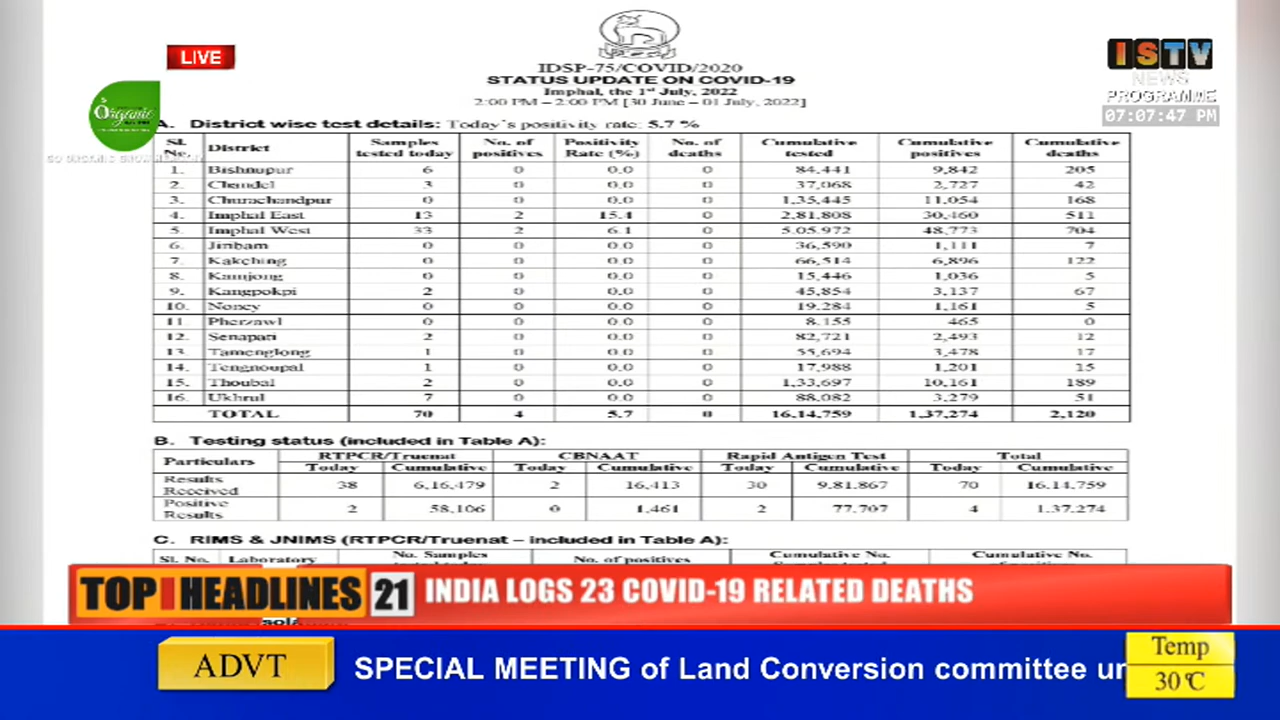 LIVE
ISTV
NEWS
PROGRAMME
07:07:47 PM
Organic
IDSP-75/COVID/2020
STATUS UPDATE ON COVID-19
Imphal, the 1st July, 2022
2:00 PM – 2:00 PM [30 June – 01 July, 2022]
A. District wise test details: Today's positivity rate: 5.7 %
Sl. No. District Samples tested today No. of positives Positivity Rate (%) No. of deaths Cumulative tested Cumulative positives Cumulative deaths
1. Bishnupur 6 0 0.0 0 84,441 9,842 205
2. Chandel 3 0 0.0 0 37,068 2,727 42
3. Churachandpur 0 0 0.0 0 1,35,445 11,054 168
4. Imphal East 13 2 15.4 0 2,81,808 30,460 511
5. Imphal West 33 2 6.1 0 5,05,972 48,773 704
6. Jiribam 0 0 0.0 0 36,590 1,111 7
7. Kakching 0 0 0.0 0 66,514 6,896 122
8. Kamjong 0 0 0.0 0 15,446 1,036 5
9. Kangpokpi 2 0 0.0 0 45,854 3,137 67
10. Noney 0 0 0.0 0 19,284 1,161 5
11. Pherzawl 0 0 0.0 0 8,155 465 0
12. Senapati 2 0 0.0 0 82,721 2,493 12
13. Tamenglong 1 0 0.0 0 55,694 3,478 17
14. Tengnoupal 1 0 0.0 0 17,988 1,201 15
15. Thoubal 2 0 0.0 0 1,33,697 10,161 189
16. Ukhrul 7 0 0.0 0 88,082 3,279 51
TOTAL 70 4 5.7 0 16,14,759 1,37,274 2,120
B. Testing status (included in Table A):
Particulars RTPCR/Truenat CBNAAT Rapid Antigen Test Total
Today Cumulative Today Cumulative Today Cumulative Today Cumulative
Results Received 38 6,16,479 2 16,413 30 9,81,867 70 16,14,759
Positive Results 2 58,106 0 1,461 2 77,707 4 1,37,274
C. RIMS & JNIMS (RTPCR/Truenat – included in Table A):
Sl. No. Laboratory No. Samples No. of positives Cumulative No. Cumulative No.
TOP HEADLINES 21 INDIA LOGS 23 COVID-19 RELATED DEATHS
ADVT SPECIAL MEETING of Land Conversion committee
Temp
30°C